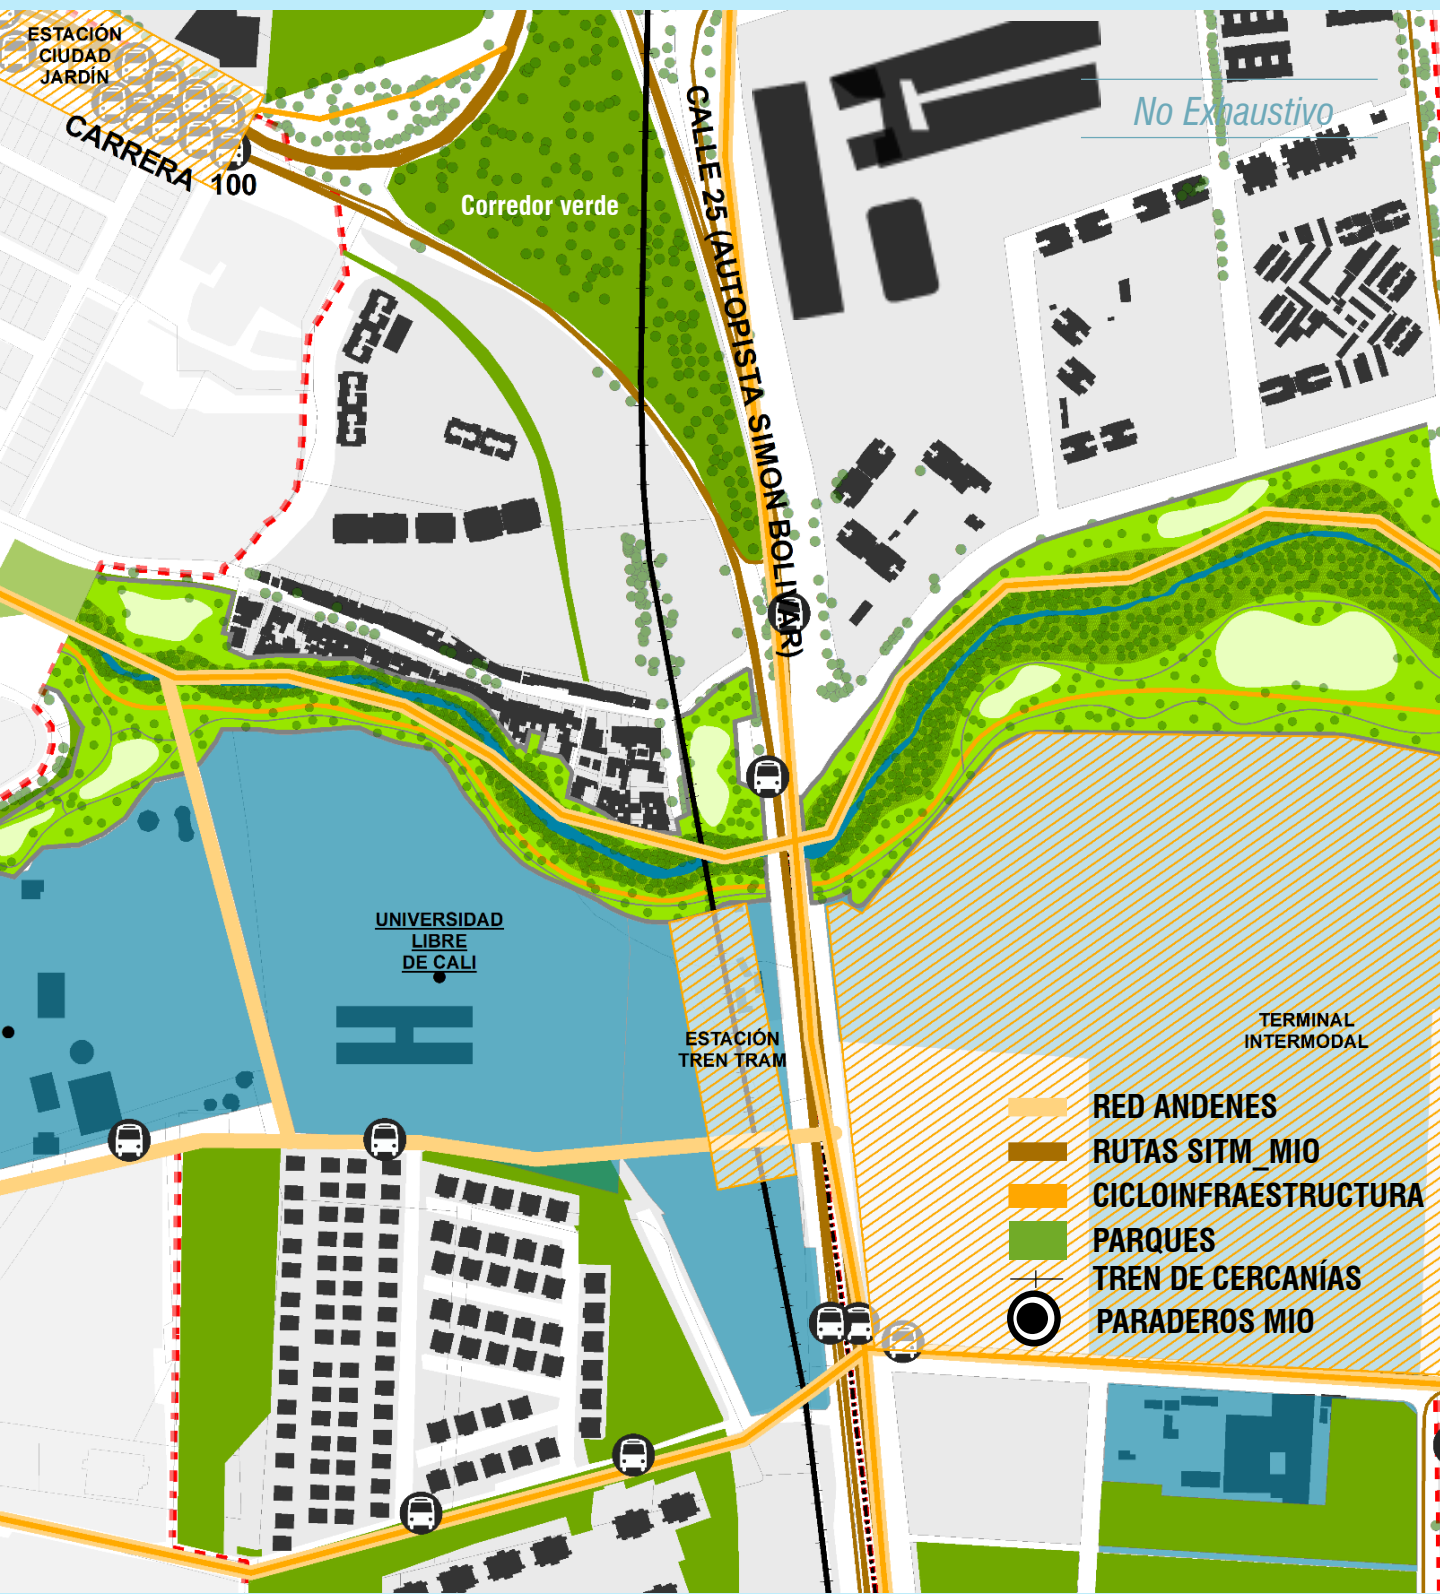 ESTACIÓN
CIUDAD
JARDÍN
CARRERA 100
Corredor verde
CALLE 25 (AUTOPISTA SIMON BOLIVAR)
No Exhaustivo
UNIVERSIDAD
LIBRE
DE CALI
ESTACIÓN
TREN TRAM
TERMINAL
INTERMODAL
RED ANDENES
RUTAS SITM_MIO
CICLOINFRAESTRUCTURA
PARQUES
TREN DE CERCANÍAS
PARADEROS MIO